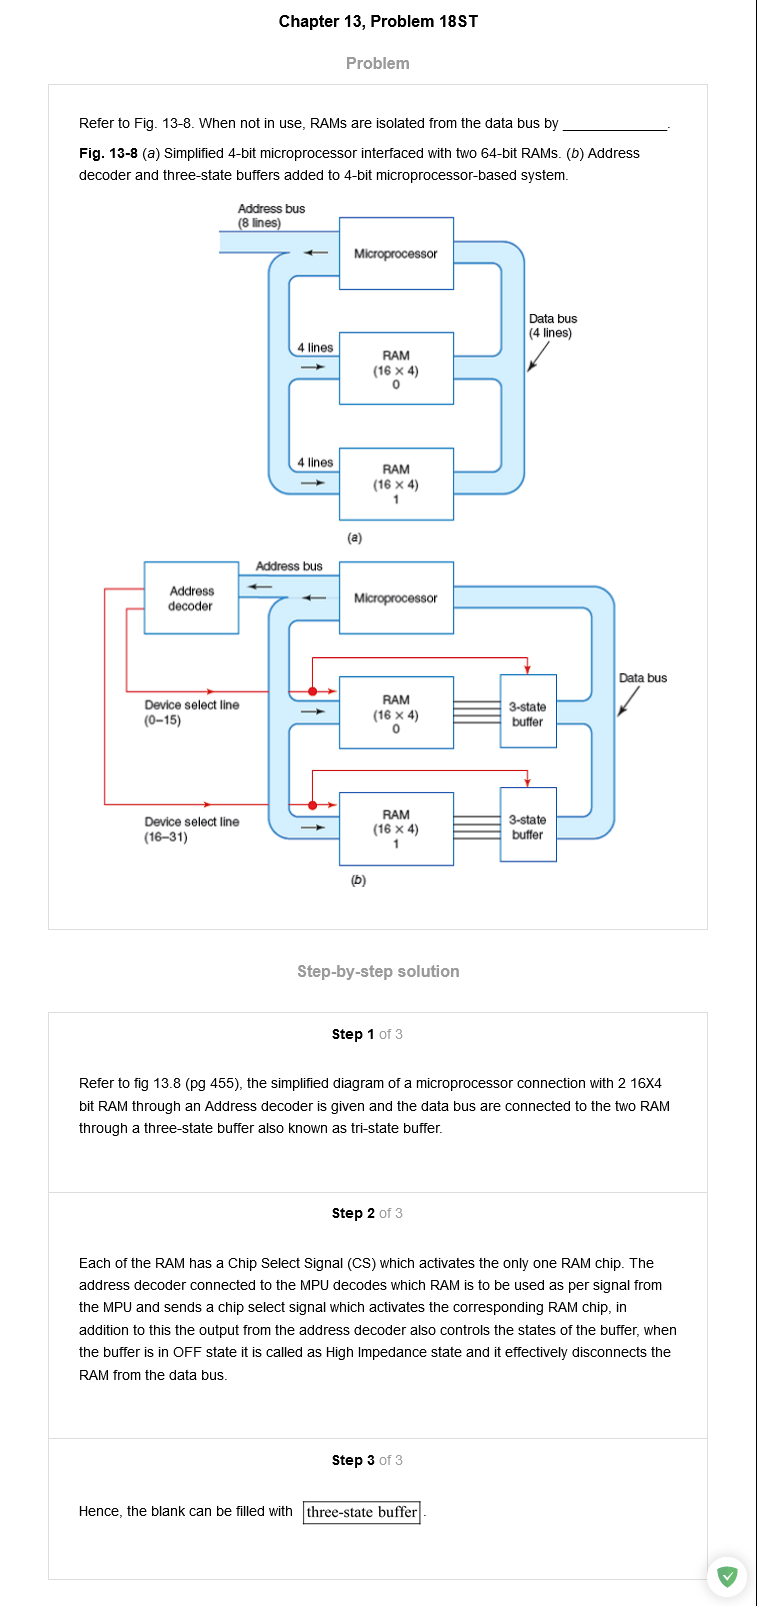 Chapter 13, Problem 18ST
Problem
Refer to Fig. 13-8. When not in use, RAMs are isolated from the data bus by ______________.
Fig. 13-8 (a) Simplified 4-bit microprocessor interfaced with two 64-bit RAMs. (b) Address
decoder and three-state buffers added to 4-bit microprocessor-based system.
Address bus
(8 lines)
Microprocessor
Data bus
(4 lines)
4 lines
RAM
(16 × 4)
0
4 lines
RAM
(16 × 4)
1
(a)
Address bus
Address
decoder
Microprocessor
Data bus
Device select line
(0–15)
RAM
(16 × 4)
0
3-state
buffer
Device select line
(16–31)
RAM
(16 × 4)
1
3-state
buffer
(b)
Step-by-step solution
Step 1 of 3
Refer to fig 13.8 (pg 455), the simplified diagram of a microprocessor connection with 2 16X4
bit RAM through an Address decoder is given and the data bus are connected to the two RAM
through a three-state buffer also known as tri-state buffer.
Step 2 of 3
Each of the RAM has a Chip Select Signal (CS) which activates the only one RAM chip. The
address decoder connected to the MPU decodes which RAM is to be used as per signal from
the MPU and sends a chip select signal which activates the corresponding RAM chip, in
addition to this the output from the address decoder also controls the states of the buffer, when
the buffer is in OFF state it is called as High Impedance state and it effectively disconnects the
RAM from the data bus.
Step 3 of 3
Hence, the blank can be filled with three-state buffer.